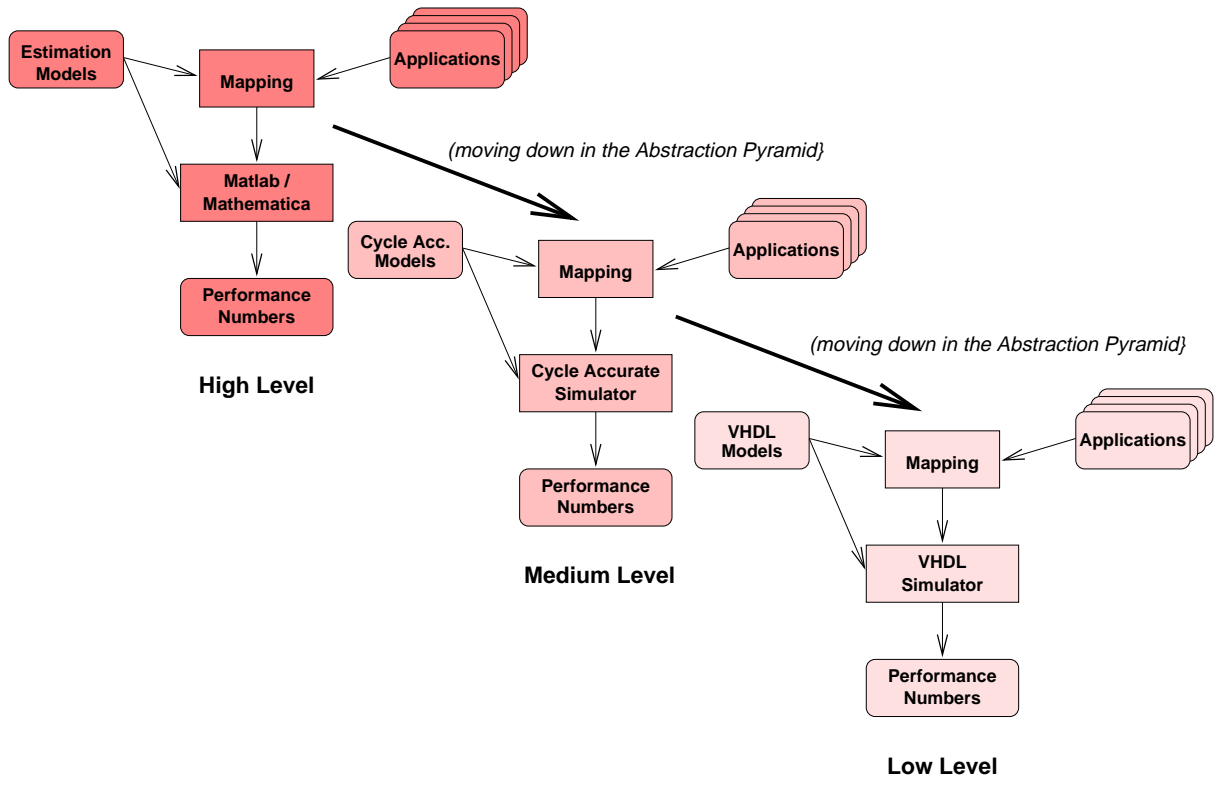 Estimation
Models
Mapping
Applications
(moving down in the Abstraction Pyramid}
Matlab /
Mathematica
Performance
Numbers
High Level
Cycle Acc.
Models
Mapping
Applications
(moving down in the Abstraction Pyramid}
Cycle Accurate
Simulator
Performance
Numbers
Medium Level
VHDL
Models
Mapping
Applications
VHDL
Simulator
Performance
Numbers
Low Level